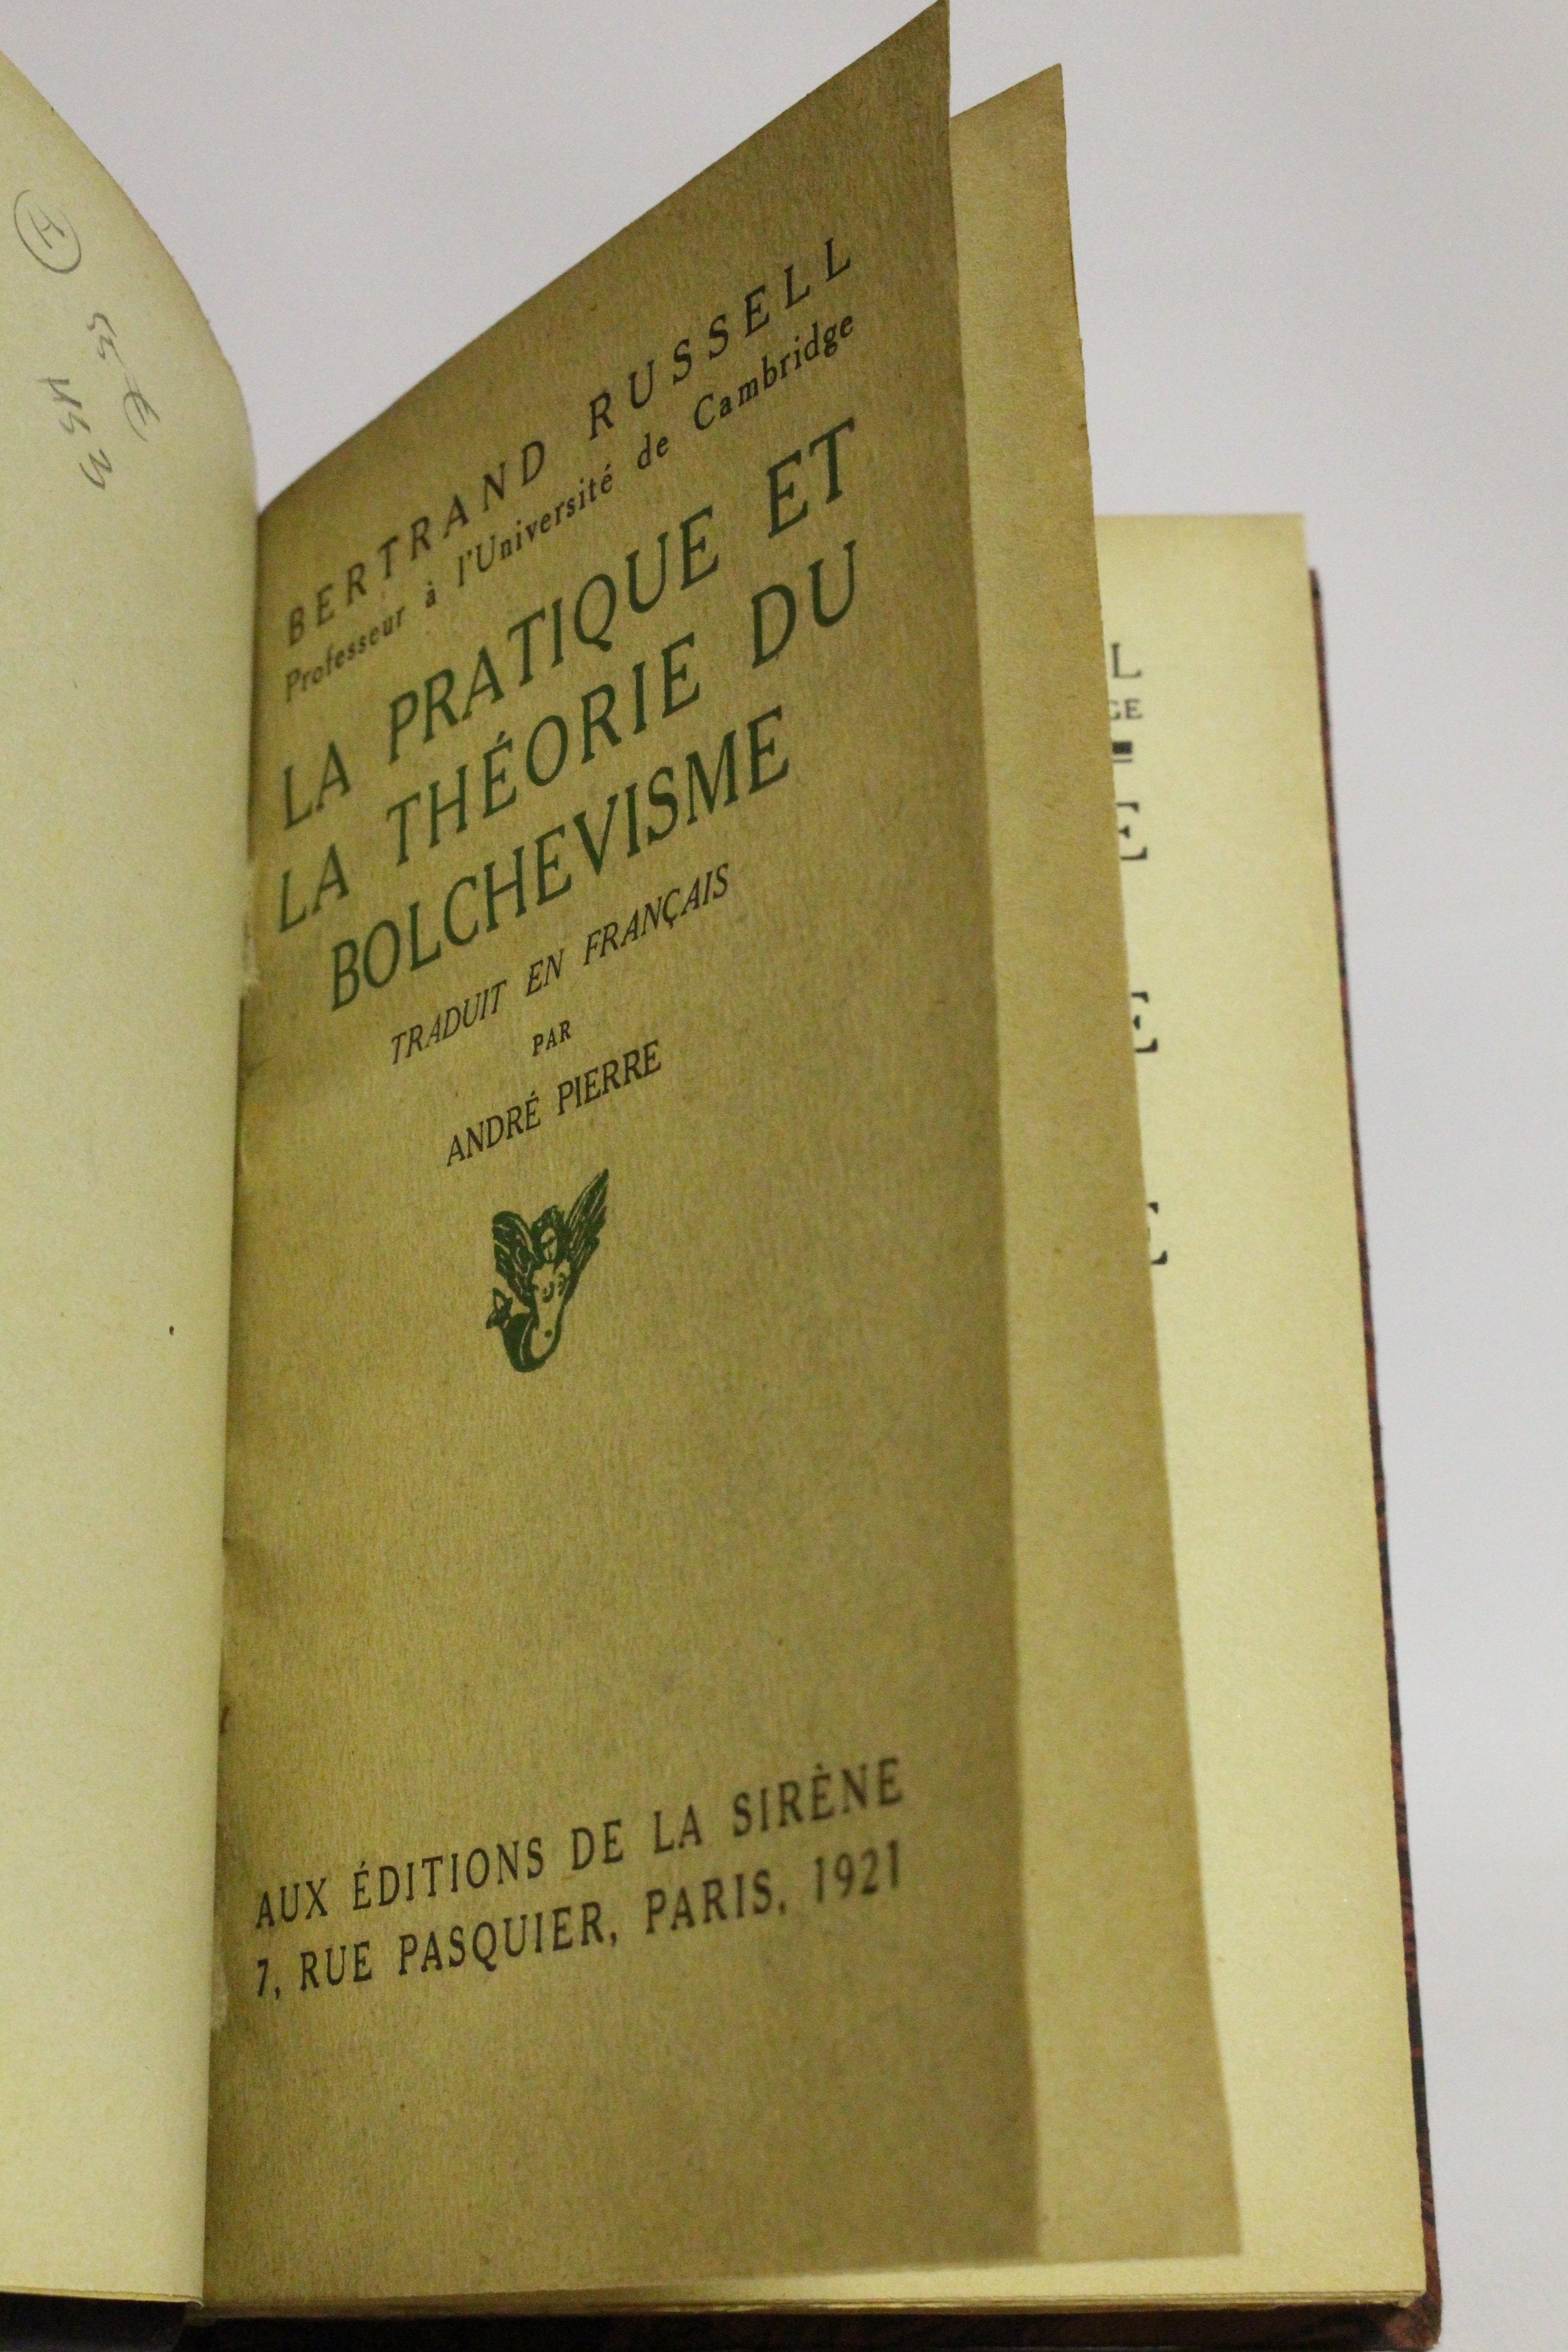 BERTRAND RUSSELL
Professeur à l'Université de Cambridge
LA PRATIQUE ET
LA THÉORIE DU
BOLCHEVISME
TRADUIT EN FRANÇAIS
PAR
ANDRÉ PIERRE
AUX ÉDITIONS DE LA SIRÈNE
7, RUE PASQUIER, PARIS, 1921
L
GE
E
E